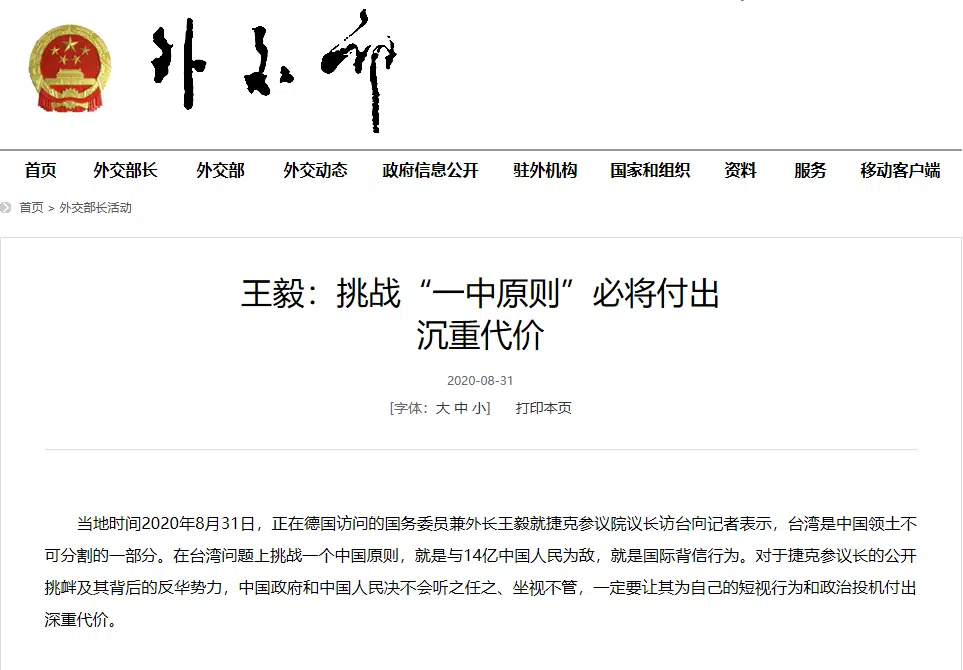 外交部
首页 外交部长 外交部 外交动态 政府信息公开 驻外机构 国家和组织 资料 服务 移动客户端
首页 > 外交部长活动
王毅：挑战“一中原则”必将付出
沉重代价
2020-08-31
[字体：大 中 小] 打印本页
当地时间2020年8月31日，正在德国访问的国务委员兼外长王毅就捷克参议院议长访台向记者表示，台湾是中国领土不
可分割的一部分。在台湾问题上挑战一个中国原则，就是与14亿中国人民为敌，就是国际背信行为。对于捷克参议长的公开
挑衅及其背后的反华势力，中国政府和中国人民决不会听之任之、坐视不管，一定要让其为自己的短视行为和政治投机付出
深重代价。